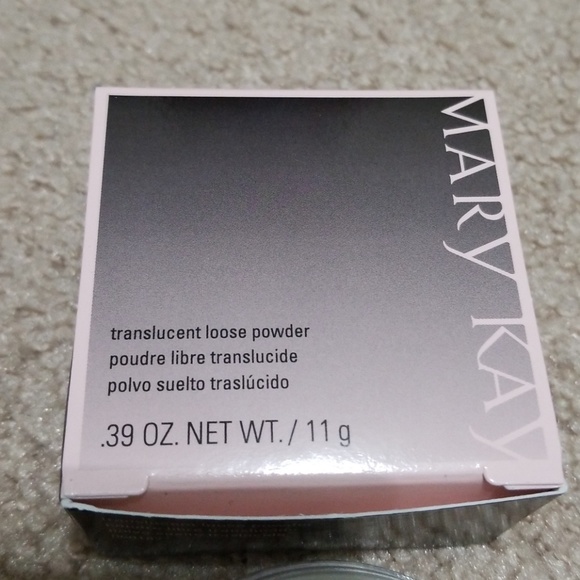 MARY KAY
translucent loose powder
poudre libre translucide
polvo suelto traslúcido
.39 OZ. NET WT. / 11 g